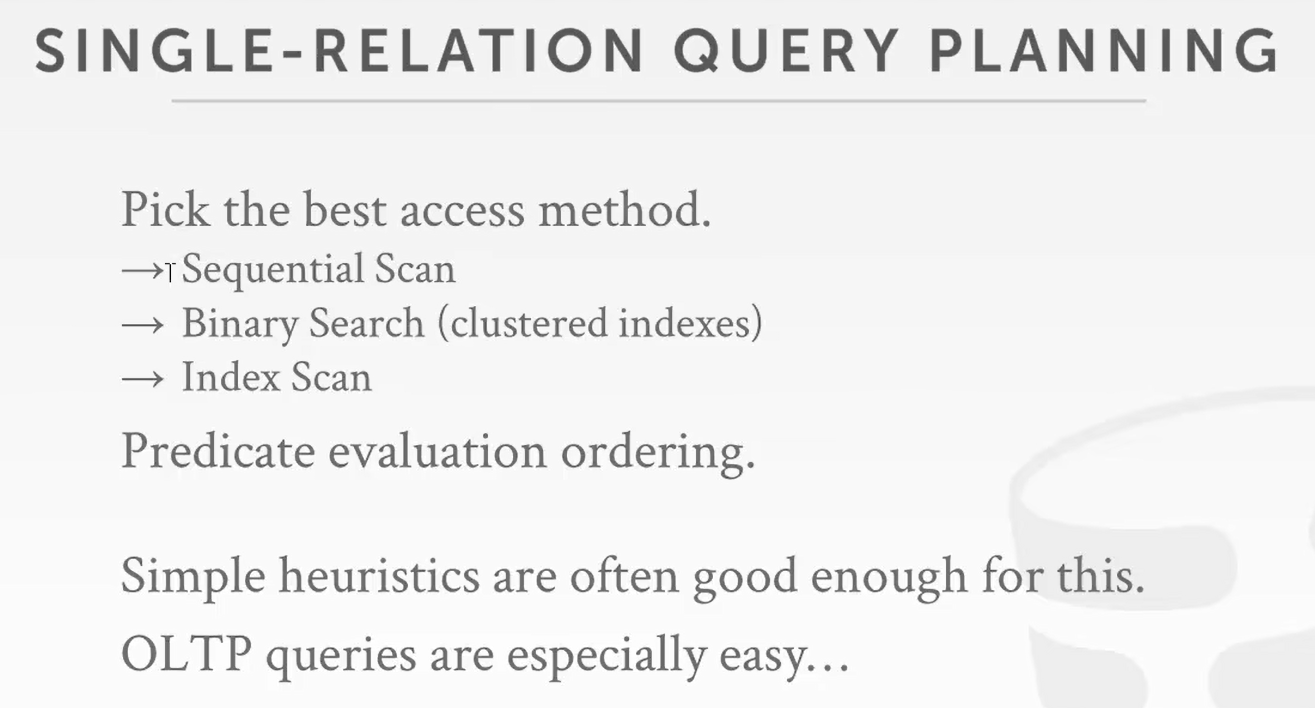 SINGLE-RELATION QUERY PLANNING
Pick the best access method.
→ Sequential Scan
→ Binary Search (clustered indexes)
→ Index Scan
Predicate evaluation ordering.
Simple heuristics are often good enough for this.
OLTP queries are especially easy…